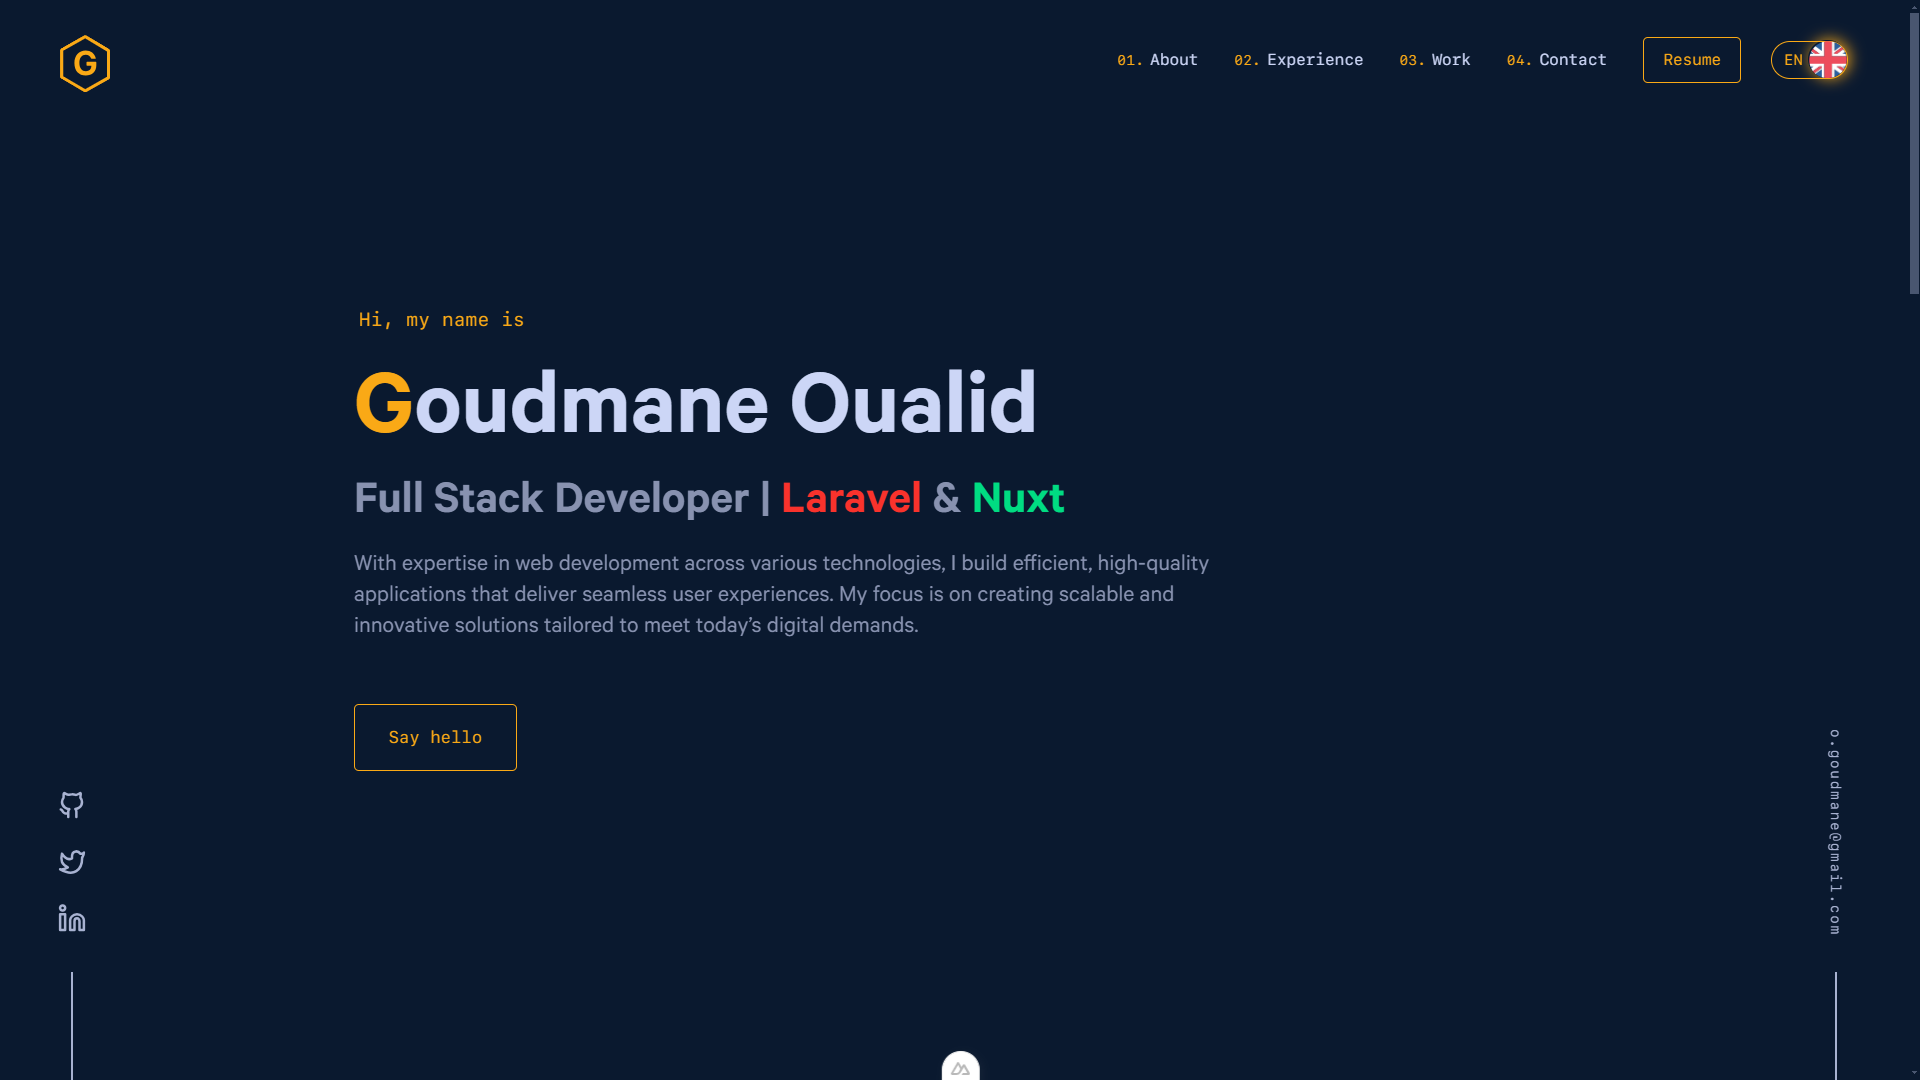 G
01. About 02. Experience 03. Work 04. Contact Resume EN
Hi, my name is
Goudmane Oualid
Full Stack Developer | Laravel & Nuxt
With expertise in web development across various technologies, I build efficient, high-quality
applications that deliver seamless user experiences. My focus is on creating scalable and
innovative solutions tailored to meet today’s digital demands.
Say hello
in
o.goudmane@gmail.com